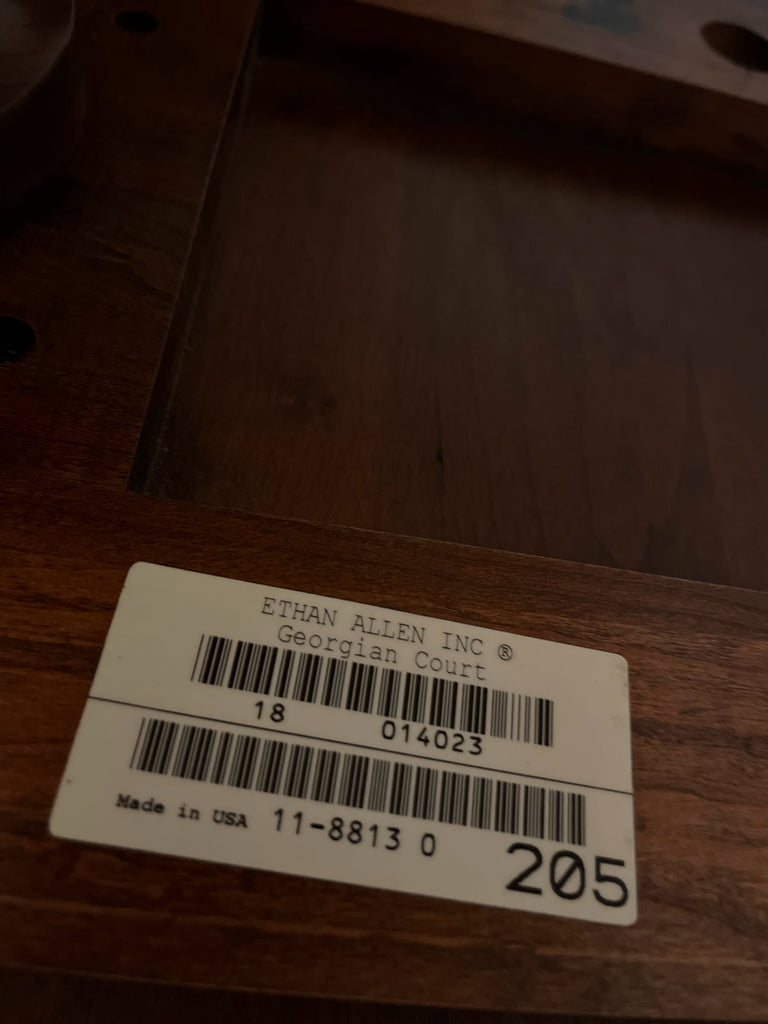 ETHAN ALLEN INC ®
Georgian Court
18 014023
Made in USA 11-8813 0
205